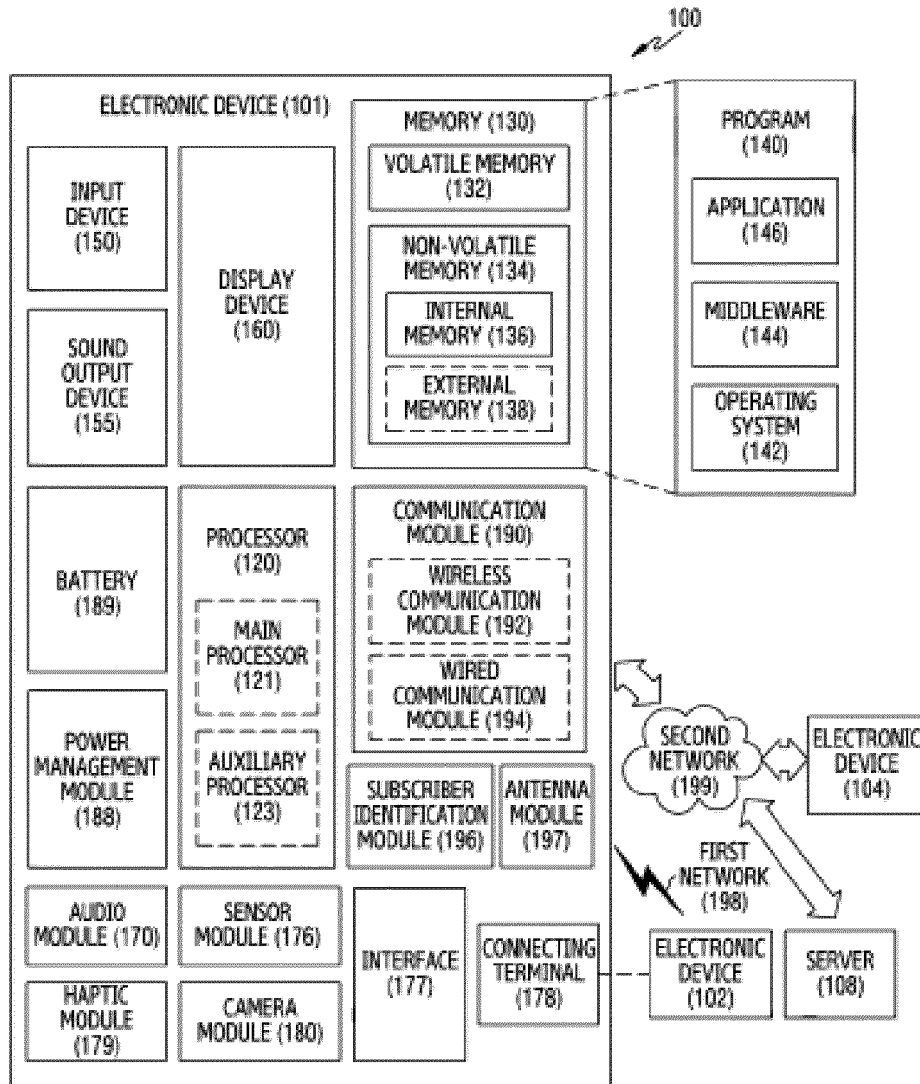 100
ELECTRONIC DEVICE (101)
INPUT
DEVICE
(150)
SOUND
OUTPUT
DEVICE
(155)
DISPLAY
DEVICE
(160)
MEMORY (130)
VOLATILE MEMORY
(132)
NON-VOLATILE
MEMORY (134)
INTERNAL
MEMORY (136)
EXTERNAL
MEMORY (138)
PROGRAM
(140)
APPLICATION
(146)
MIDDLEWARE
(144)
OPERATING
SYSTEM
(142)
BATTERY
(189)
POWER
MANAGEMENT
MODULE
(188)
PROCESSOR
(120)
MAIN
PROCESSOR
(121)
AUXILIARY
PROCESSOR
(123)
COMMUNICATION
MODULE (190)
WIRELESS
COMMUNICATION
MODULE (192)
WIRED
COMMUNICATION
MODULE (194)
SUBSCRIBER
IDENTIFICATION
MODULE (196)
ANTENNA
MODULE
(197)
SECOND
NETWORK
(199)
ELECTRONIC
DEVICE
(104)
FIRST
NETWORK
(198)
AUDIO
MODULE (170)
SENSOR
MODULE (176)
INTERFACE
(177)
CONNECTING
TERMINAL
(178)
ELECTRONIC
DEVICE
(102)
SERVER
(108)
HAPTIC
MODULE
(179)
CAMERA
MODULE (180)